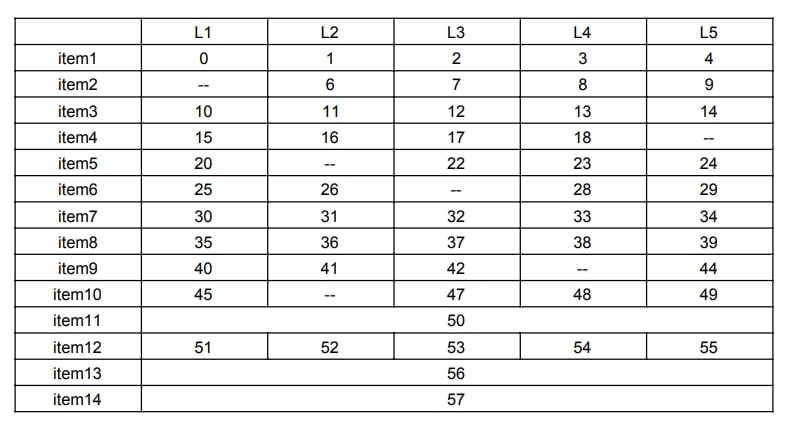 L1 L2 L3 L4 L5
item1 0 1 2 3 4
item2 -- 6 7 8 9
item3 10 11 12 13 14
item4 15 16 17 18 --
item5 20 -- 22 23 24
item6 25 26 -- 28 29
item7 30 31 32 33 34
item8 35 36 37 38 39
item9 40 41 42 -- 44
item10 45 -- 47 48 49
item11 50
item12 51 52 53 54 55
item13 56
item14 57